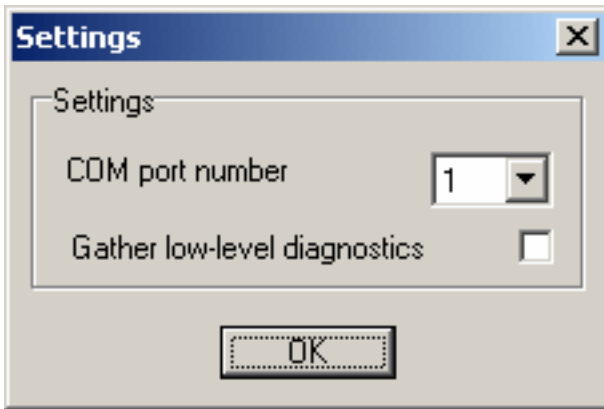 Settings
Settings
COM port number 1
Gather low-level diagnostics
OK